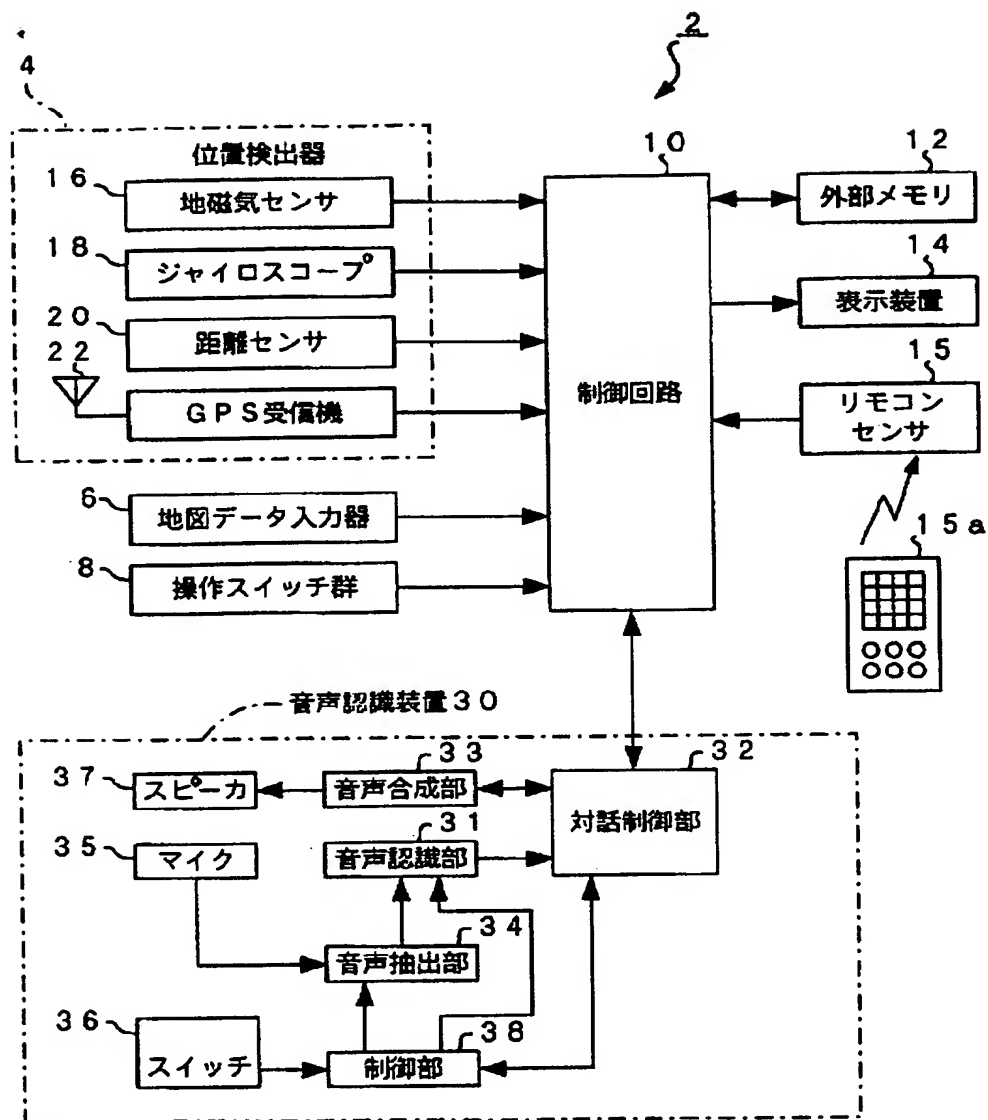 2
4
位置検出器
16
地磁気センサ
18
ジャイロスコープ
20
距離センサ
22
GPS受信機
6
地図データ入力器
8
操作スイッチ群
10
制御回路
12
外部メモリ
14
表示装置
15
リモコン
センサ
15a
音声認識装置30
37
スピーカ
33
音声合成部
32
対話制御部
35
マイク
31
音声認識部
34
音声抽出部
36
スイッチ
38
制御部